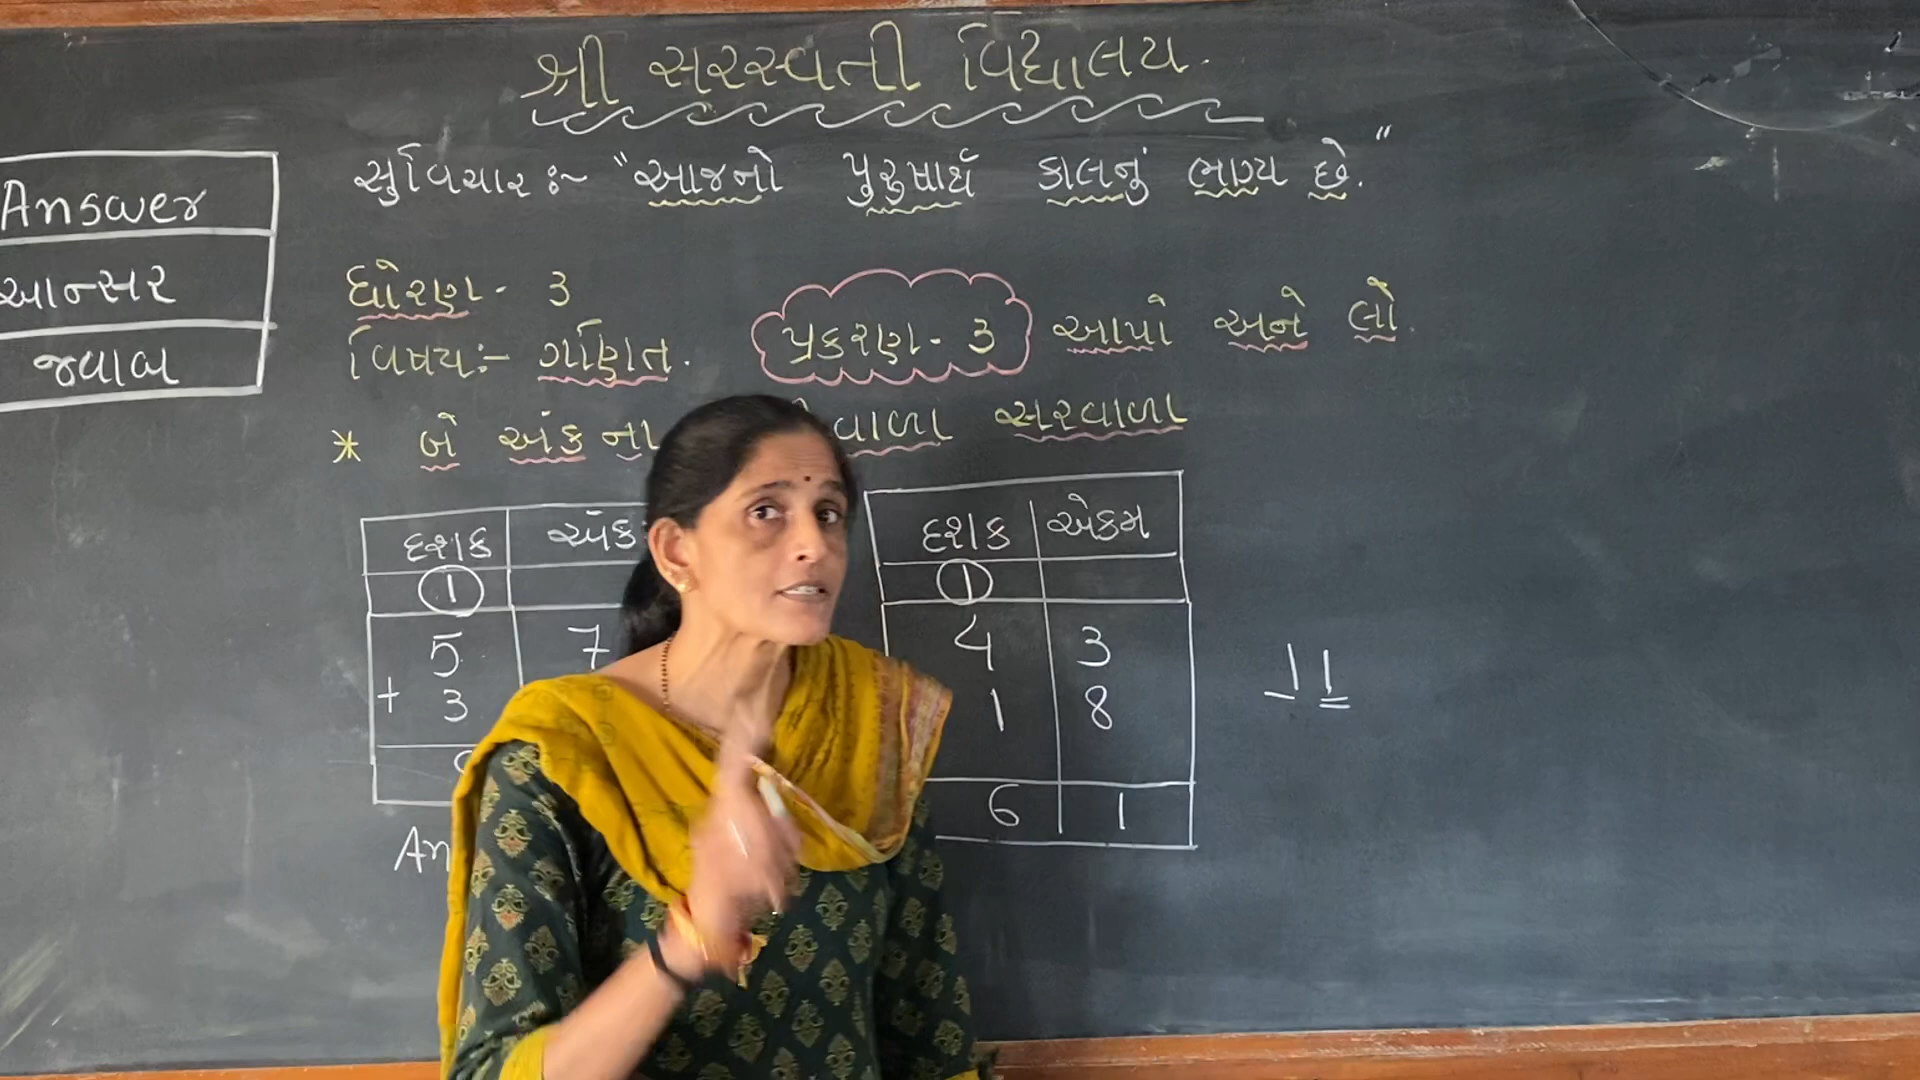 શ્રી સરસ્વતી વિદ્યાલય.
સુવિચાર :- "આજનો પુરુષાર્થ કાલનું ભાગ્ય છે."
Answer
આન્સર
જવાબ
ધોરણ - 3
વિષય :- ગણિત. પ્રકરણ - 3 આપો અને લો.
* બે અંક ના વાળા સરવાળા
દશક
1
5 7
+ 3
દશક એકમ
1
4 3
1 8
6 1
11